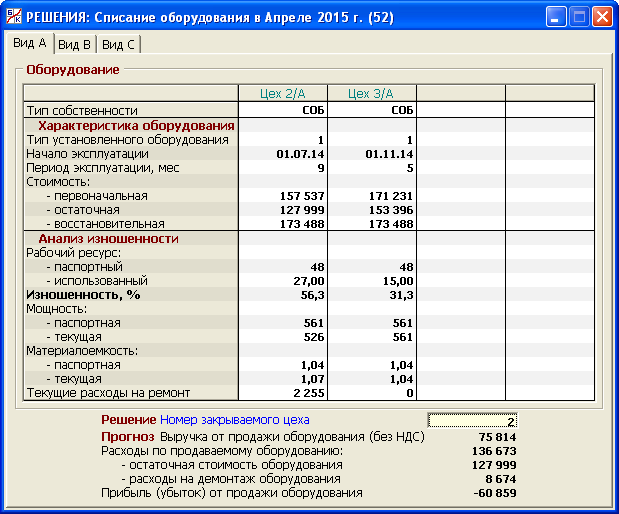 РЕШЕНИЯ: Списание оборудования в Апреле 2015 г. (52)
Вид A Вид B Вид C
Оборудование
Цех 2/А Цех 3/А
Тип собственности СОБ СОБ
Характеристика оборудования
Тип установленного оборудования 1 1
Начало эксплуатации 01.07.14 01.11.14
Период эксплуатации, мес 9 5
Стоимость:
- первоначальная 157 537 171 231
- остаточная 127 999 153 396
- восстановительная 173 488 173 488
Анализ изношенности
Рабочий ресурс:
- паспортный 48 48
- использованный 27,00 15,00
Изношенность, % 56,3 31,3
Мощность:
- паспортная 561 561
- текущая 526 561
Материалоемкость:
- паспортная 1,04 1,04
- текущая 1,07 1,04
Текущие расходы на ремонт 2 255 0
Решение Номер закрываемого цеха 2
Прогноз Выручка от продажи оборудования (без НДС) 75 814
Расходы по продаваемому оборудованию: 136 673
- остаточная стоимость оборудования 127 999
- расходы на демонтаж оборудования 8 674
Прибыль (убыток) от продажи оборудования -60 859